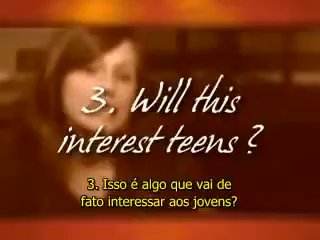 3. Will this
interest teens?
3. Isso é algo que vai de
fato interessar aos jovens?